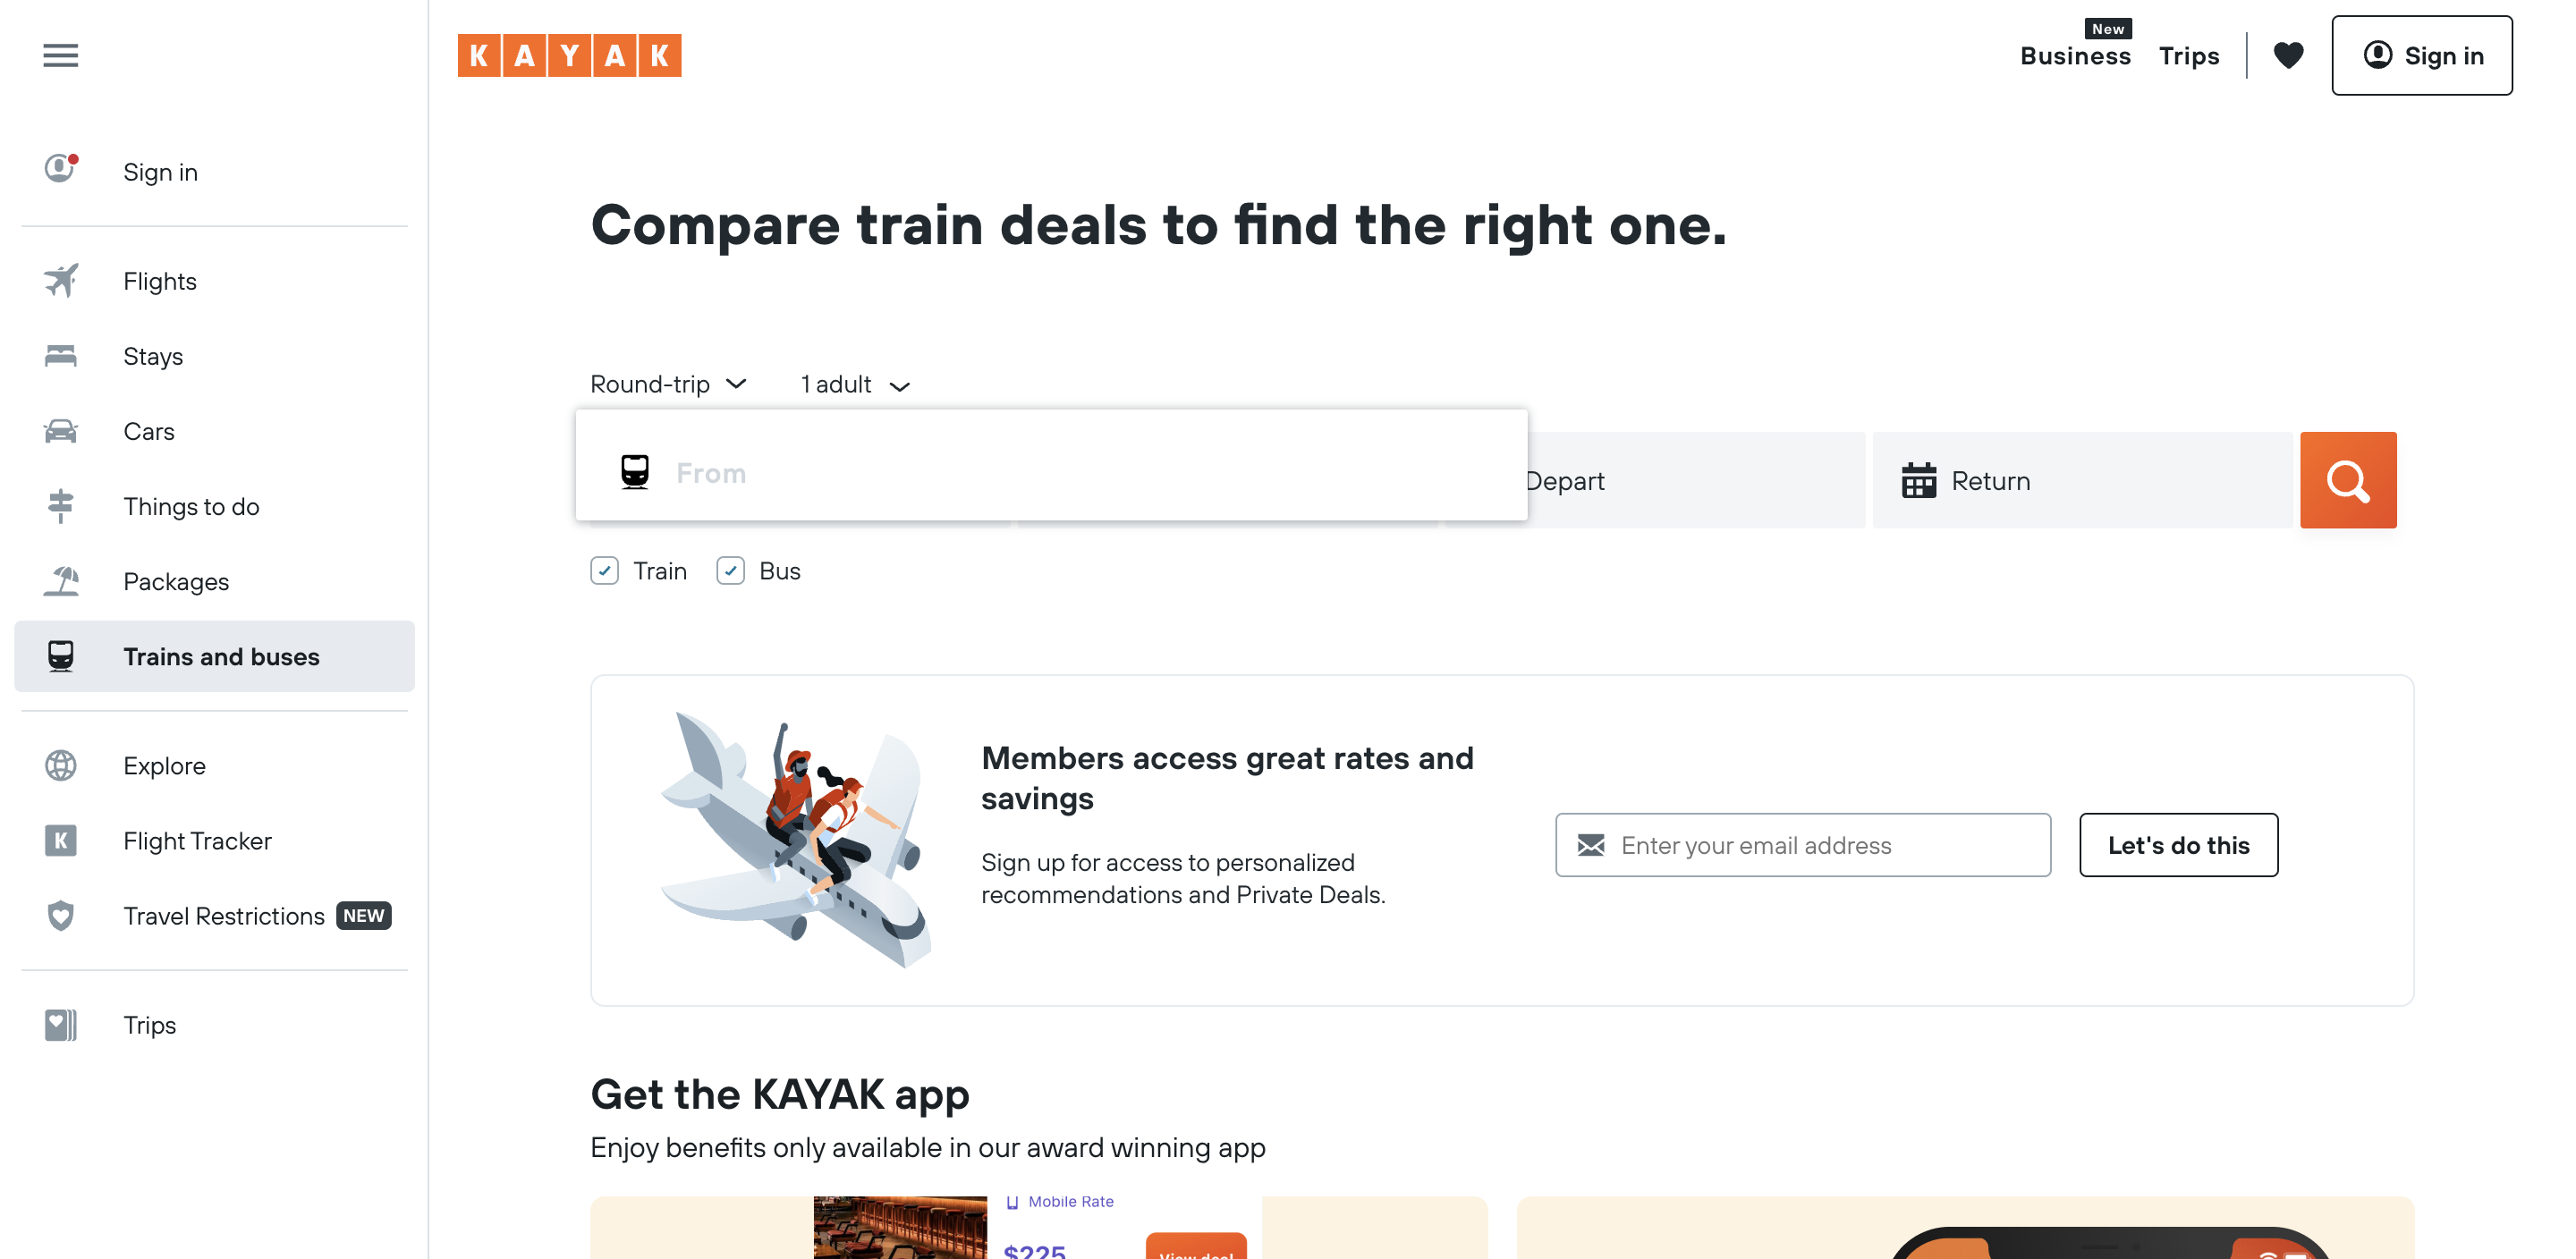 KAYAK
New
Business
Trips
Sign in
Sign in
Flights
Stays
Cars
Things to do
Packages
Trains and buses
Explore
K
Flight Tracker
Travel Restrictions NEW
Trips
Compare train deals to find the right one.
Round-trip
1 adult
From
Depart
Return
Train
Bus
Members access great rates and
savings
Sign up for access to personalized
recommendations and Private Deals.
Enter your email address
Let's do this
Get the KAYAK app
Enjoy benefits only available in our award winning app
Mobile Rate
$225
View deal